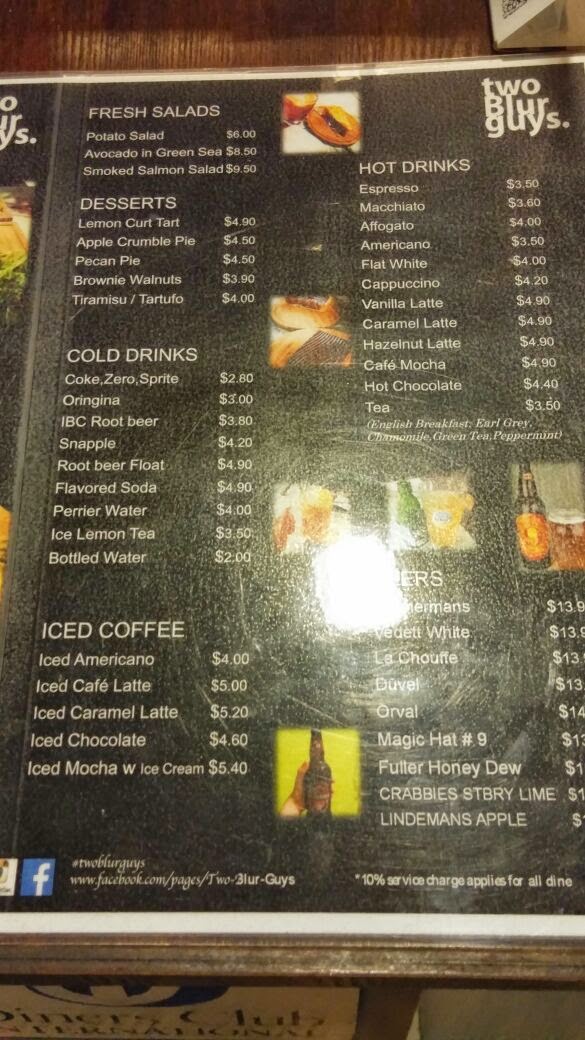 two
Blur
guys.
FRESH SALADS
Potato Salad $6.00
Avocado in Green Sea $8.50
Smoked Salmon Salad $9.50
DESSERTS
Lemon Curt Tart $4.90
Apple Crumble Pie $4.50
Pecan Pie $4.50
Brownie Walnuts $3.90
Tiramisu / Tartufo $4.00
COLD DRINKS
Coke,Zero,Sprite $2.80
Oringina $3.00
IBC Root beer $3.80
Snapple $4.20
Root beer Float $4.90
Flavored Soda $4.90
Perrier Water $4.00
Ice Lemon Tea $3.50
Bottled Water $2.00
ICED COFFEE
Iced Americano $4.00
Iced Café Latte $5.00
Iced Caramel Latte $5.20
Iced Chocolate $4.60
Iced Mocha w Ice Cream $5.40
HOT DRINKS
Espresso $3.50
Macchiato $3.60
Affogato $4.00
Americano $3.50
Flat White $4.00
Cappuccino $4.20
Vanilla Latte $4.90
Caramel Latte $4.90
Hazelnut Latte $4.90
Café Mocha $4.90
Hot Chocolate $4.40
Tea $3.50
(English Breakfast, Earl Grey,
Chamomile,Green Tea,Peppermint)
Vedett White
La Chouffe
Duvel
Orval
Magic Hat # 9
Fuller Honey Dew
CRABBIES STBRY LIME
LINDEMANS APPLE
#twoblurguys
www.facebook.com/pages/Two-Blur-Guys
*10% service charge applies for all dine
Diners Club
INTERNATIONAL